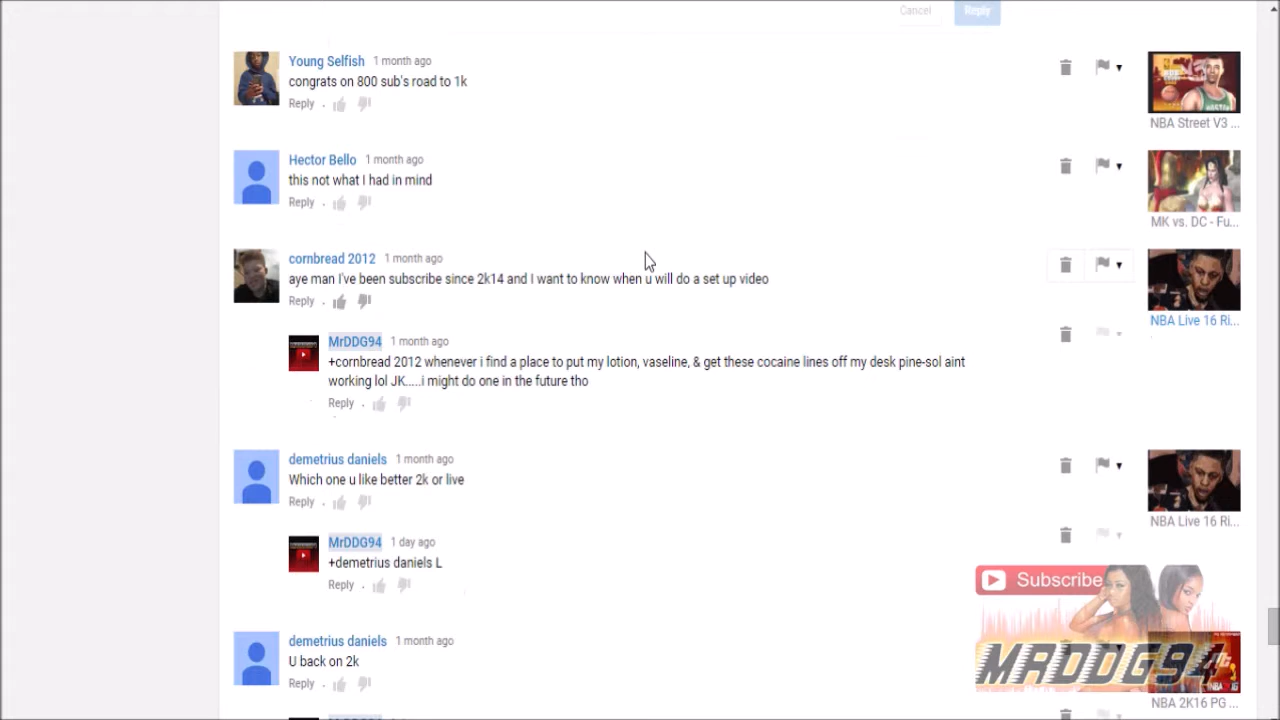 Cancel Reply
Young Selfish 1 month ago
congrats on 800 sub's road to 1k
Reply .
NBA Street V3 ...
Hector Bello 1 month ago
this not what I had in mind
Reply .
MK vs. DC - Fu...
cornbread 2012 1 month ago
aye man I've been subscribe since 2k14 and I want to know when u will do a set up video
Reply .
NBA Live 16 Ri...
MrDDG94 1 month ago
+cornbread 2012 whenever i find a place to put my lotion, vaseline, & get these cocaine lines off my desk pine-sol aint
working lol JK.....i might do one in the future tho
Reply .
demetrius daniels 1 month ago
Which one u like better 2k or live
Reply .
NBA Live 16 Ri...
MrDDG94 1 day ago
+demetrius daniels L
Reply .
Subscribe
demetrius daniels 1 month ago
U back on 2k
Reply .
MRDDG94
NBA 2K16 PG ...